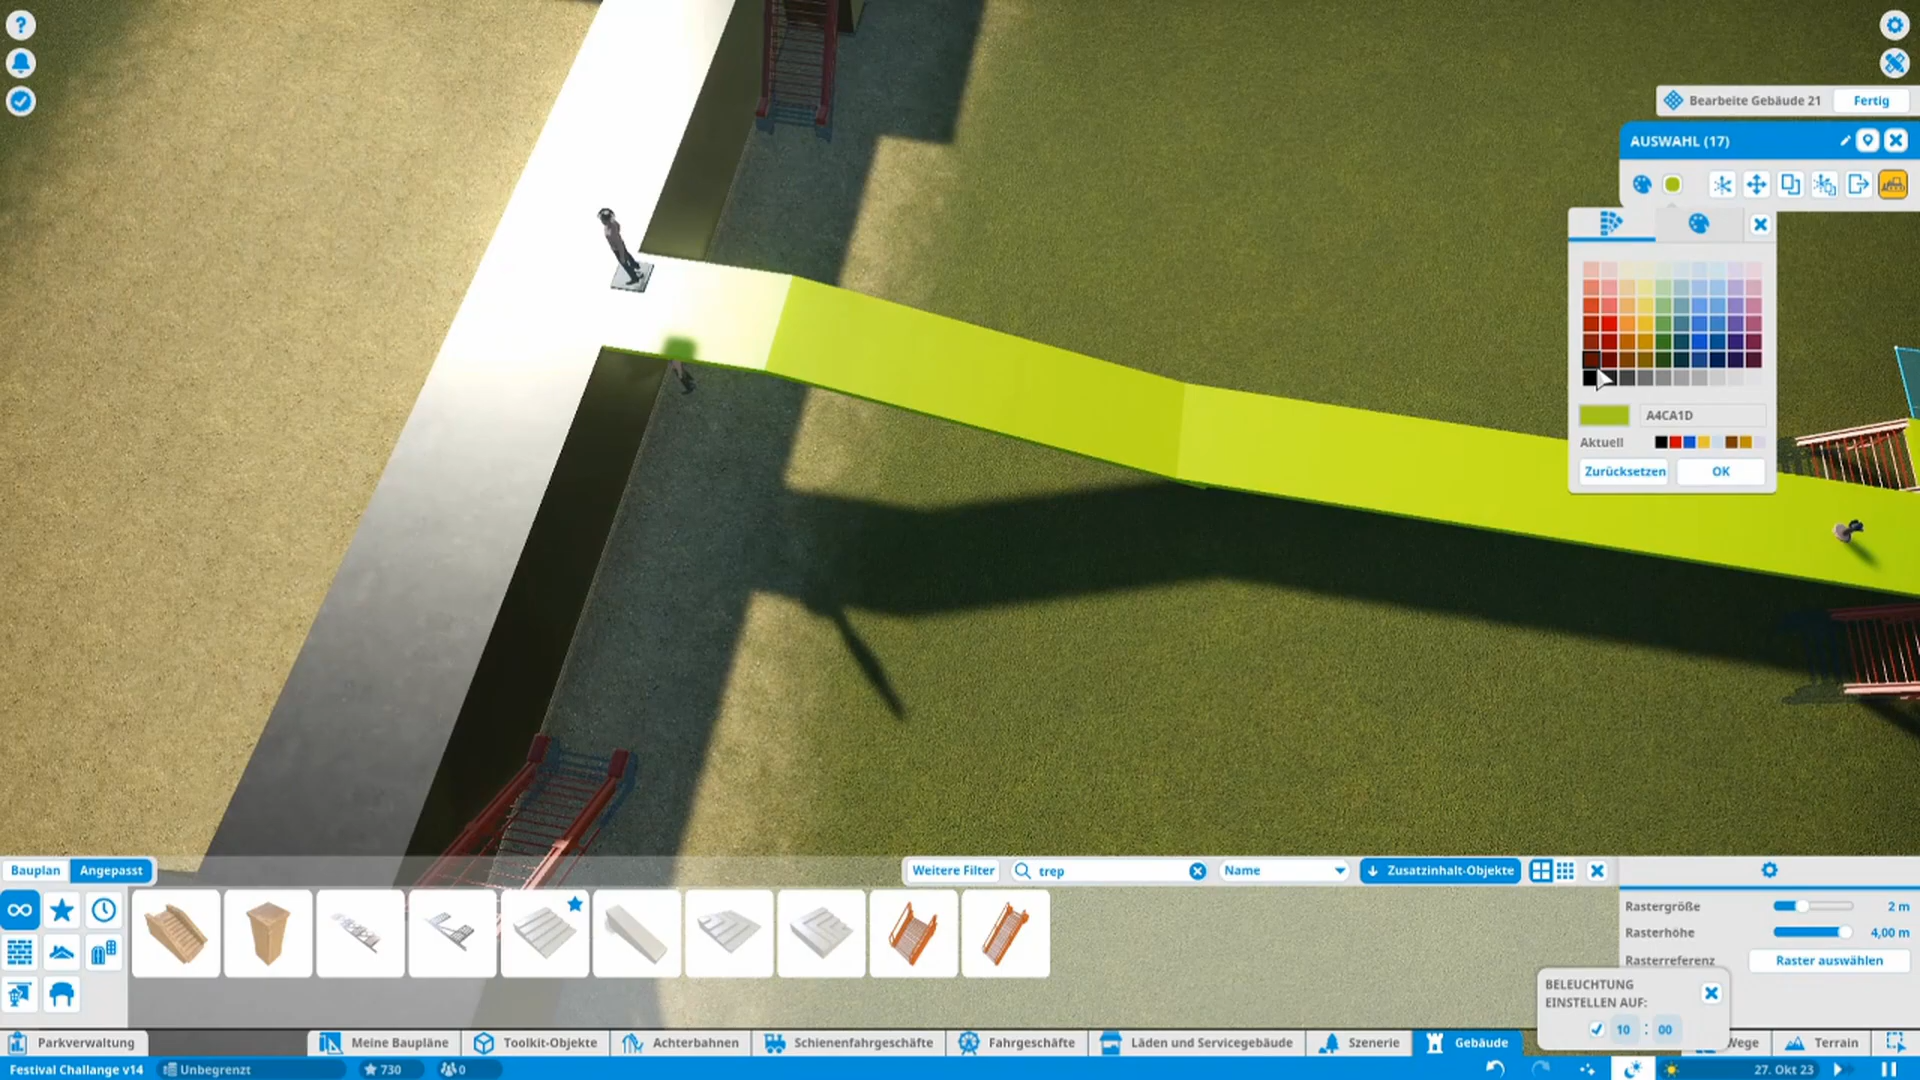 Bearbeite Gebäude 21
Fertig
AUSWAHL (17)
A4CA1D
Aktuell
Zurücksetzen
OK
Bauplan
Angepasst
Weitere Filter
trep
Name
Zusatzinhalt-Objekte
Rastergröße
2 m
Rasterhöhe
4,00 m
Rasterreferenz
Raster auswählen
BELEUCHTUNG
EINSTELLEN AUF:
10 : 00
Parkverwaltung
Meine Baupläne
Toolkit-Objekte
Achterbahnen
Schienenfahrgeschäfte
Fahrgeschäfte
Läden und Servicegebäude
Szenerie
Gebäude
Wege
Terrain
Festival Challange v14
Unbegrenzt
730
0
27. Okt 23